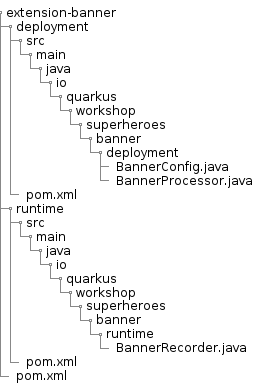 extension-banner
deployment
src
main
java
io
quarkus
workshop
superheroes
banner
deployment
BannerConfig.java
BannerProcessor.java
pom.xml
runtime
src
main
java
io
quarkus
workshop
superheroes
banner
runtime
BannerRecorder.java
pom.xml
pom.xml